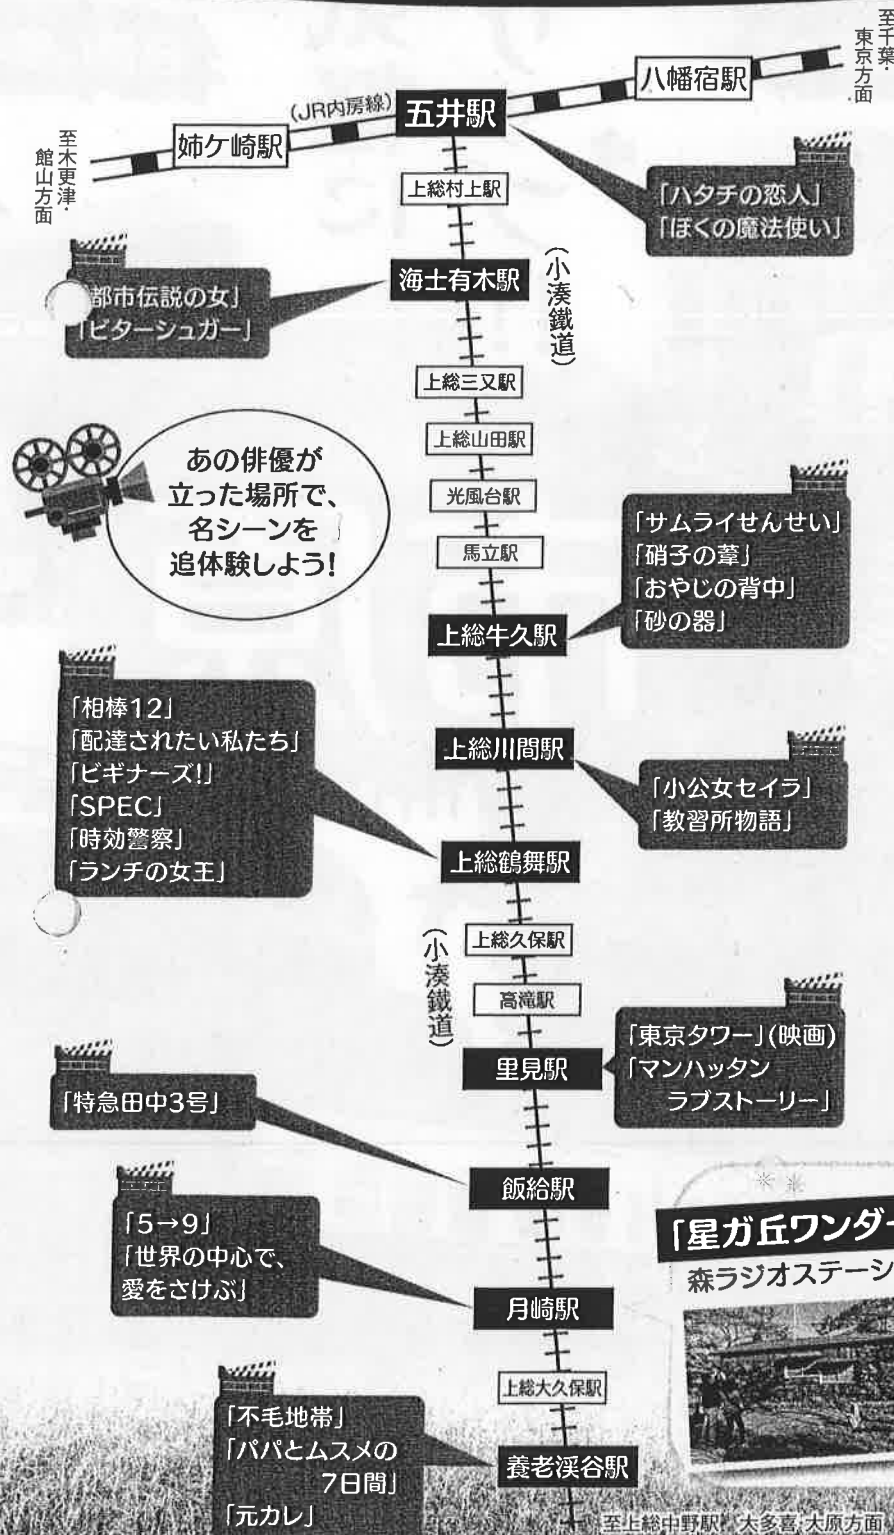 至千葉・
東京方面
八幡宿駅
(JR内房線)
五井駅
姉ケ崎駅
至木更津・
館山方面
上総村上駅
「ハタチの恋人」
「ぼくの魔法使い」
海士有木駅
(小湊鐵道)
都市伝説の女」
「ビターシュガー」
上総三又駅
上総山田駅
あの俳優が
立った場所で、
名シーンを
追体験しよう!
光風台駅
馬立駅
「サムライせんせい」
「硝子の葦」
「おやじの背中」
「砂の器」
上総牛久駅
「相棒12」
「配達されたい私たち」
「ビギナーズ!」
「SPEC」
「時効警察」
「ランチの女王」
上総川間駅
「小公女セイラ」
「教習所物語」
上総鶴舞駅
上総久保駅
(小湊鐵道)
高滝駅
里見駅
「東京タワー」(映画)
「マンハッタン
ラブストーリー」
「特急田中3号」
飯給駅
「5→9」
「世界の中心で、
愛をさけぶ」
月崎駅
「星ガ丘ワンダー
森ラジオステーシ
上総大久保駅
「不毛地帯」
「パパとムスメの
7日間」
「元カレ」
養老渓谷駅
至上総中野駅 大多喜,大原方面